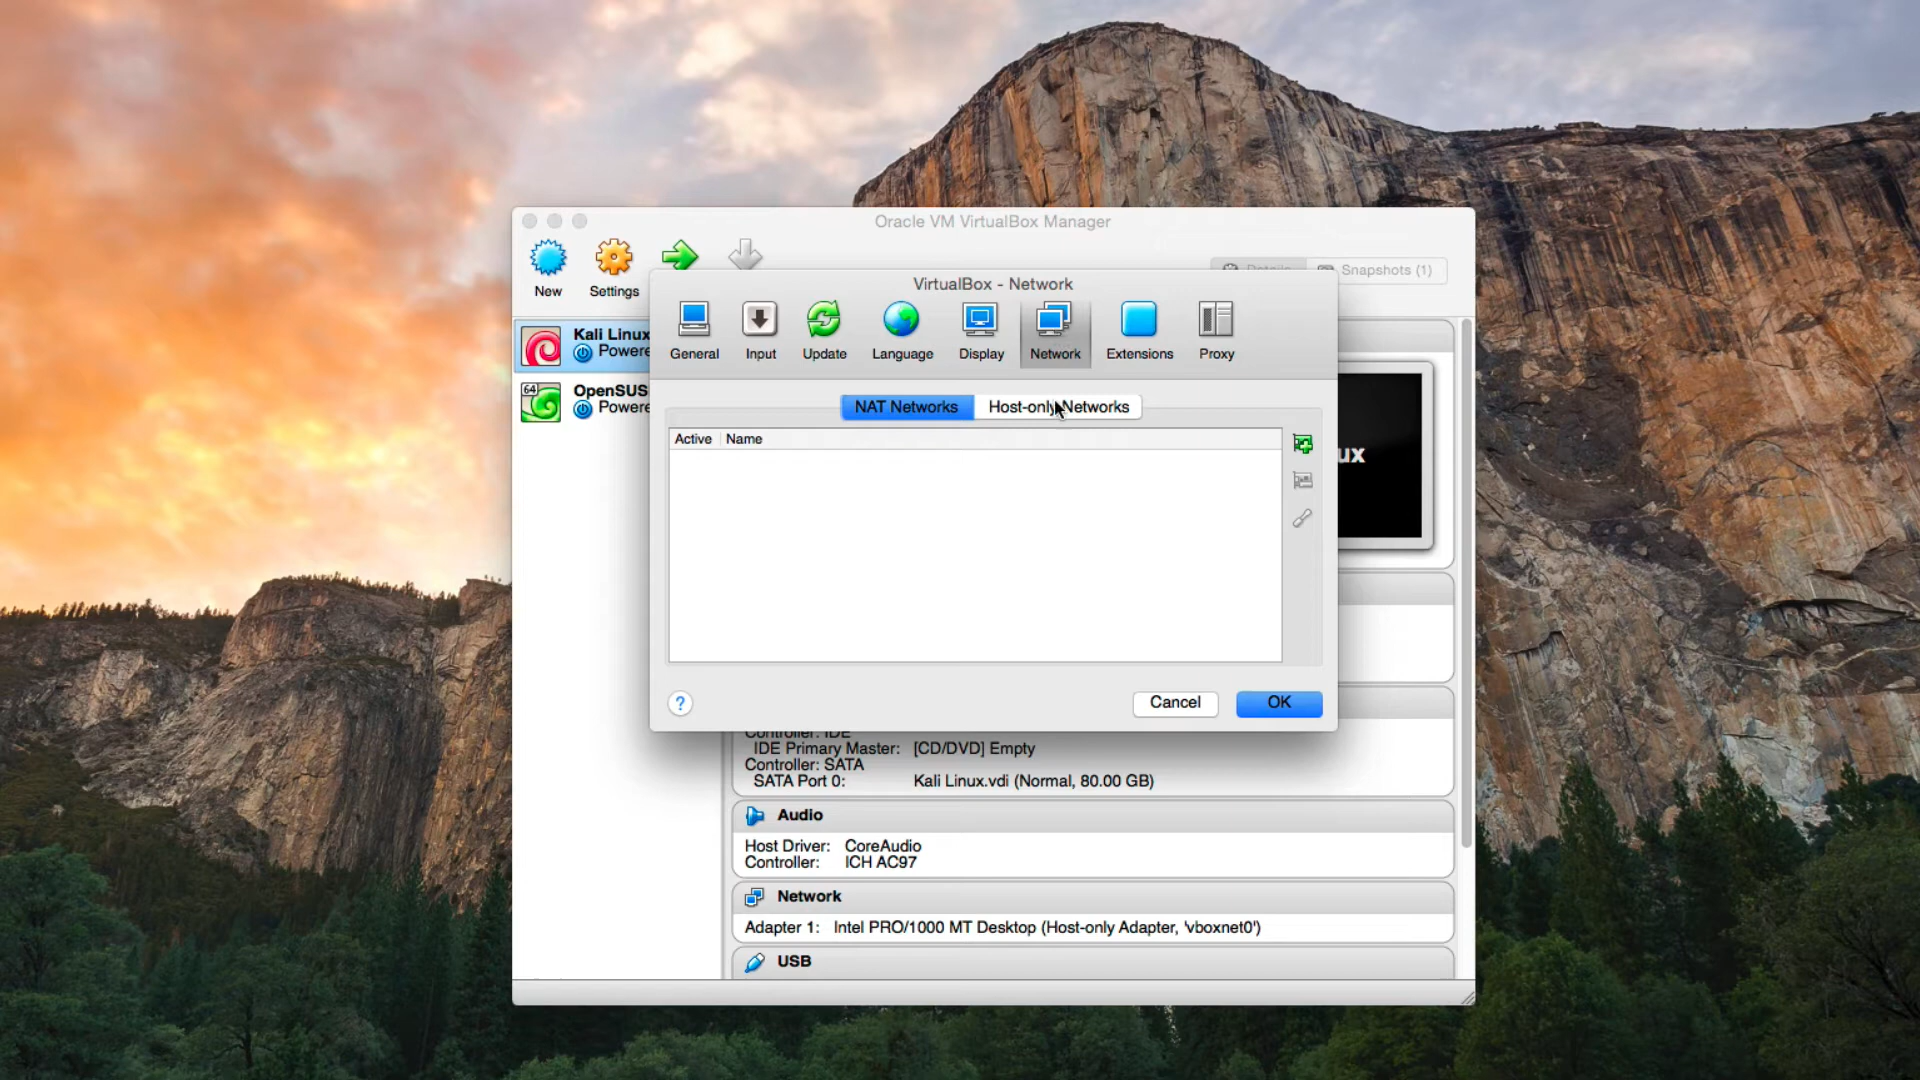 Oracle VM VirtualBox Manager
New
Settings
Snapshots (1)
VirtualBox - Network
General
Input
Update
Language
Display
Network
Extensions
Proxy
Kali Linux
Powere
64
OpenSUS
Powere
NAT Networks
Host-only Networks
Active
Name
ux
?
Cancel
OK
Controller: IDE
IDE Primary Master: [CD/DVD] Empty
Controller: SATA
SATA Port 0: Kali Linux.vdi (Normal, 80.00 GB)
Audio
Host Driver: CoreAudio
Controller: ICH AC97
Network
Adapter 1: Intel PRO/1000 MT Desktop (Host-only Adapter, 'vboxnet0')
USB